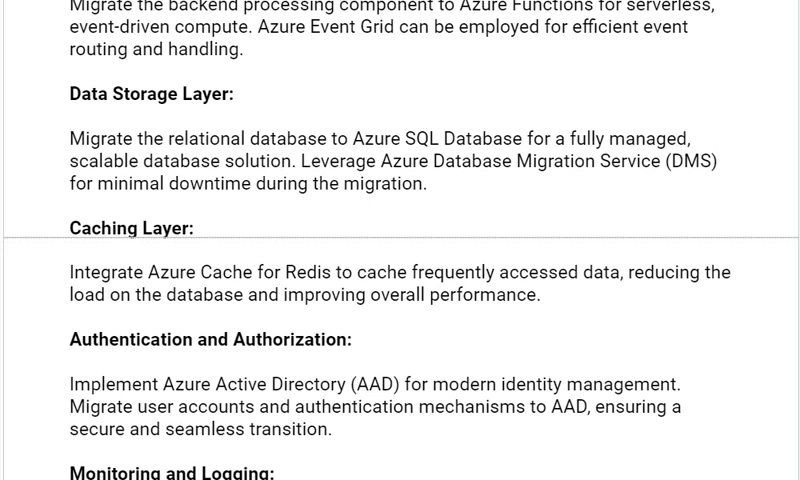 Migrate the backend processing component to Azure Functions for serverless,
event-driven compute. Azure Event Grid can be employed for efficient event
routing and handling.
Data Storage Layer:
Migrate the relational database to Azure SQL Database for a fully managed,
scalable database solution. Leverage Azure Database Migration Service (DMS)
for minimal downtime during the migration.
Caching Layer:
Integrate Azure Cache for Redis to cache frequently accessed data, reducing the
load on the database and improving overall performance.
Authentication and Authorization:
Implement Azure Active Directory (AAD) for modern identity management.
Migrate user accounts and authentication mechanisms to AAD, ensuring a
secure and seamless transition.
Monitoring and Logging: